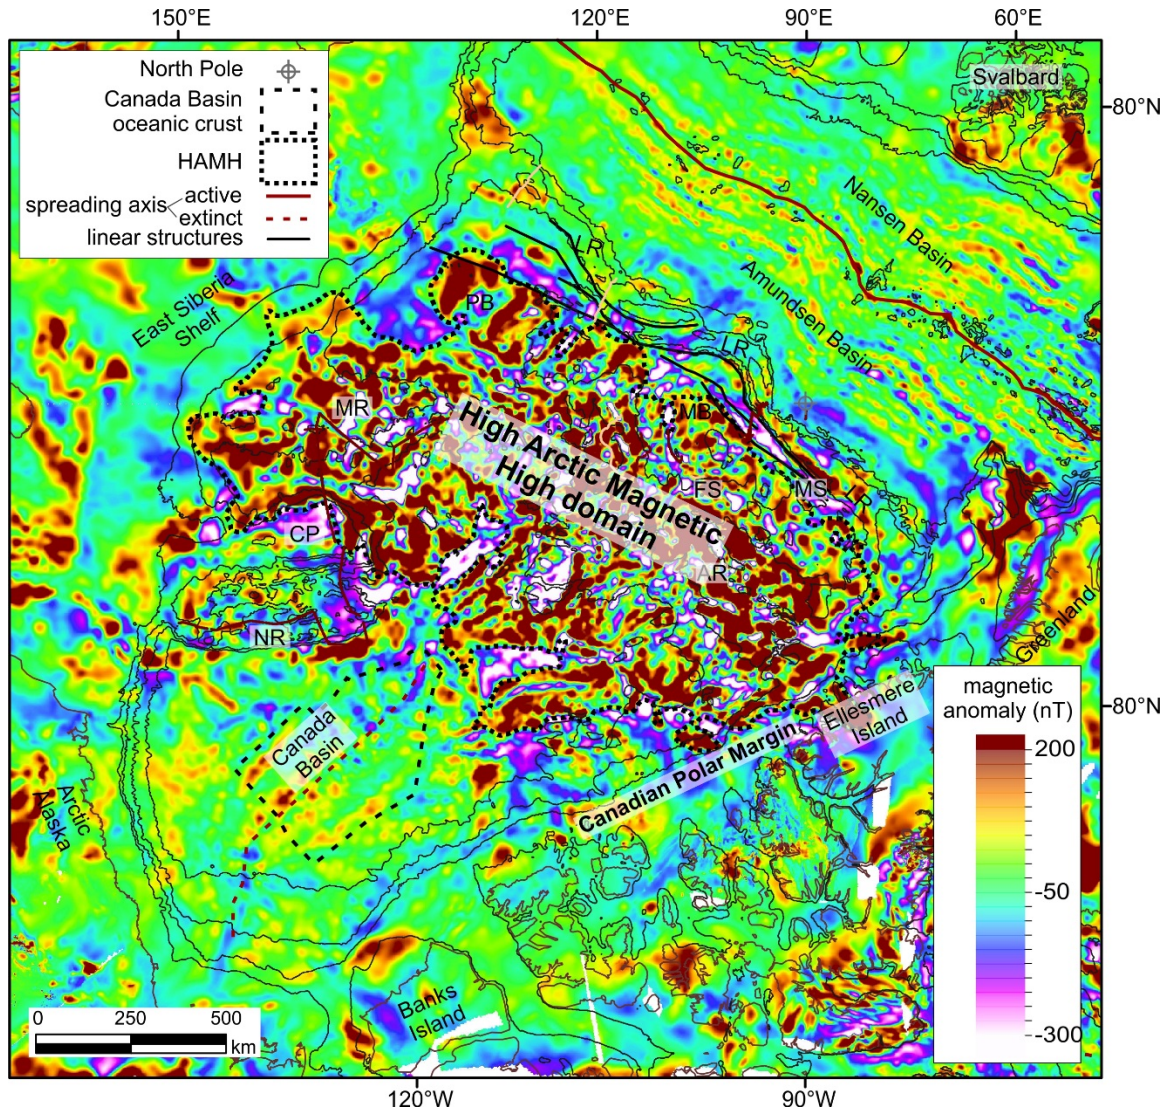 150°E
120°E
90°E
60°E
North Pole
Canada Basin
oceanic crust
HAMH
spreading axis
active
extinct
linear structures
Svalbard
80°N
Nansen Basin
Amundsen Basin
East Siberia
Shelf
LR
PB
LR
MR
MB
High Arctic Magnetic
High domain
FS
MS
LR
CP
AR
NR
Greenland
Canada
Basin
Canadian Polar Margin
Ellesmere
Island
80°N
Arctic
Alaska
Banks
Island
magnetic
anomaly (nT)
200
-50
-300
0
250
500
km
120°W
90°W